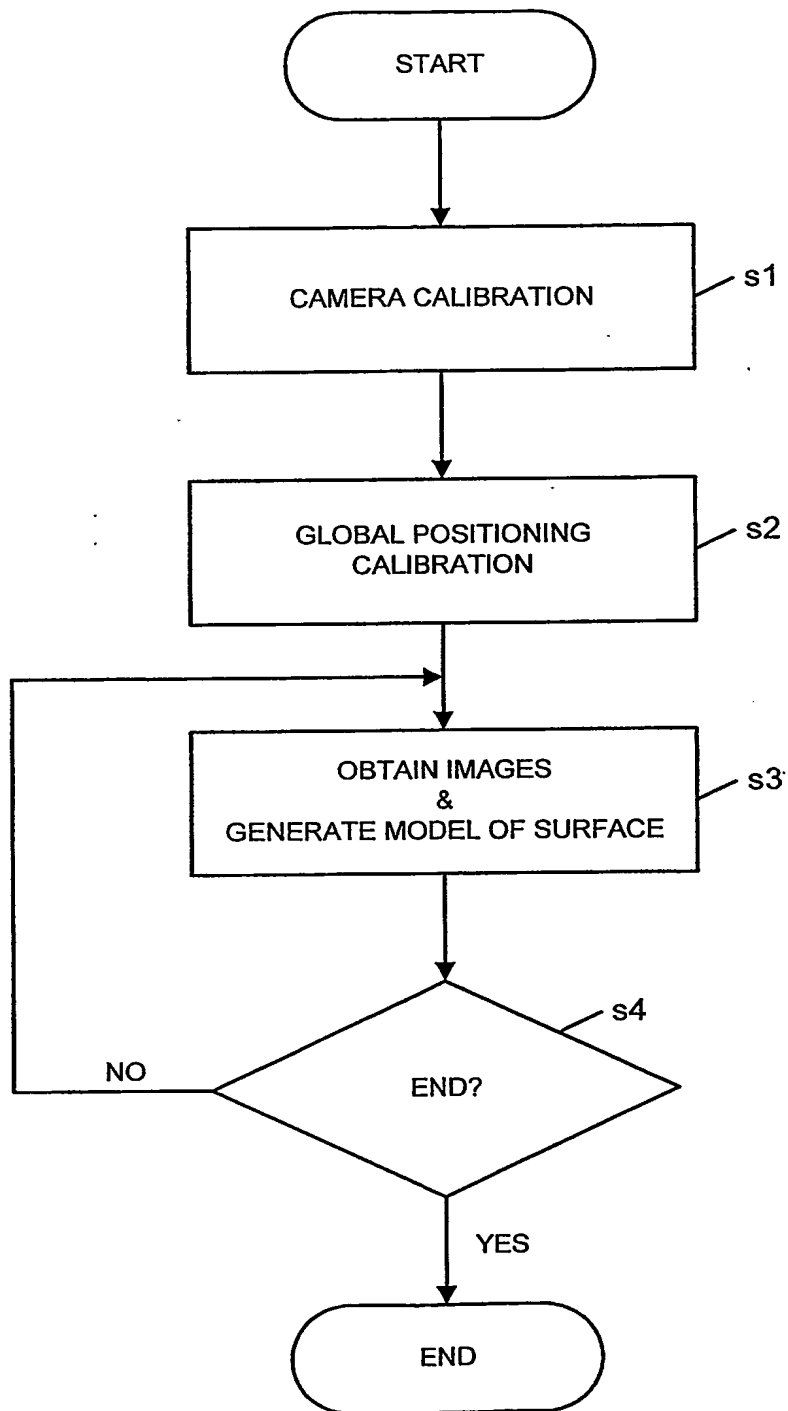 START
CAMERA CALIBRATION
s1
GLOBAL POSITIONING
CALIBRATION
s2
OBTAIN IMAGES
&
GENERATE MODEL OF SURFACE
s3
s4
NO
END?
YES
END